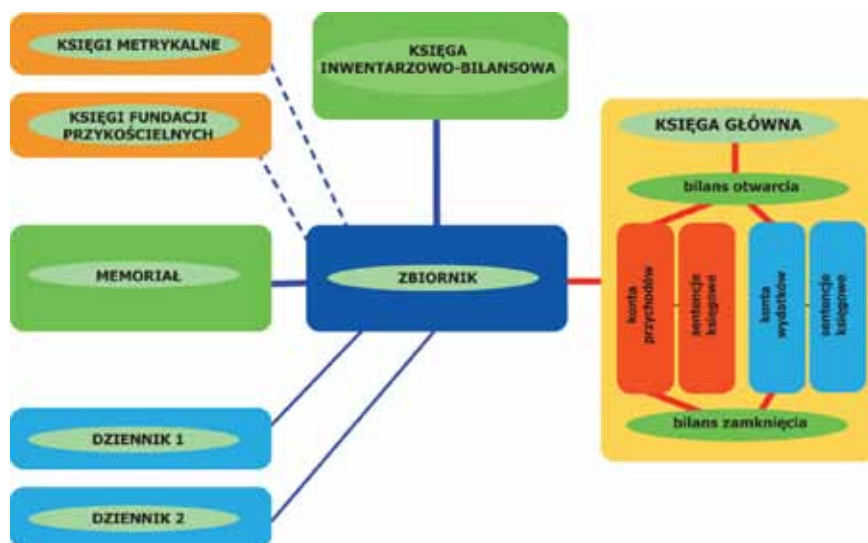 KSIĘGI METRYKALNE
KSIĘGI FUNDACJI
PRZYKOŚCIELNYCH
KSIĘGA
INWENTARZOWO-BILANSOWA
MEMORIAŁ
ZBIORNIK
DZIENNIK 1
DZIENNIK 2
KSIĘGA GŁÓWNA
bilans otwarcia
konta
przychodów
sentencje
księgowe
konta
wydatków
sentencje
księgowe
bilans zamknięcia